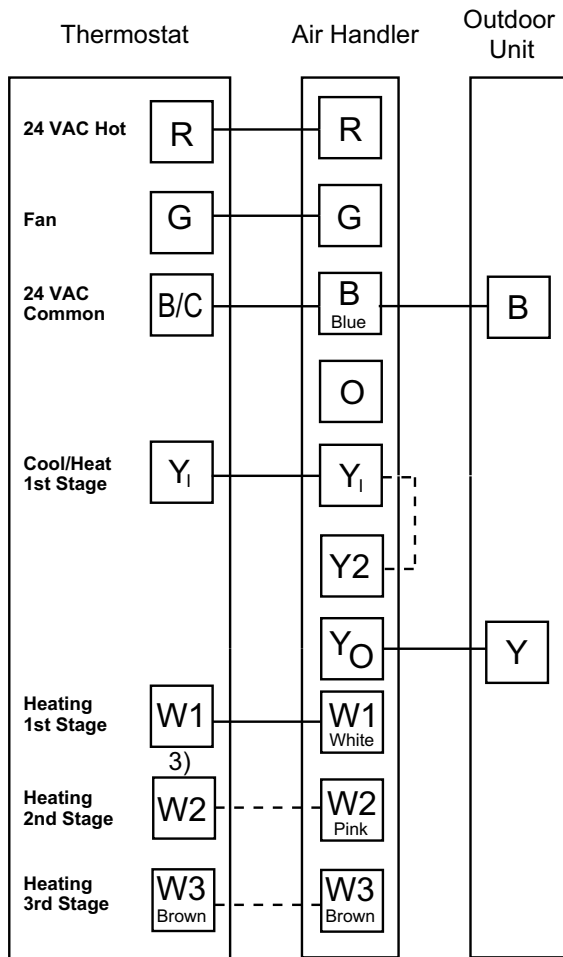 Thermostat Air Handler Outdoor
Unit
24 VAC Hot R R
Fan G G
24 VAC
Common B/C B
Blue B
O
Cool/Heat
1st Stage YI YI
Y2
YO Y
Heating
1st Stage W1 W1
White
3)
Heating
2nd Stage W2 W2
Pink
Heating
3rd Stage W3
Brown W3
Brown